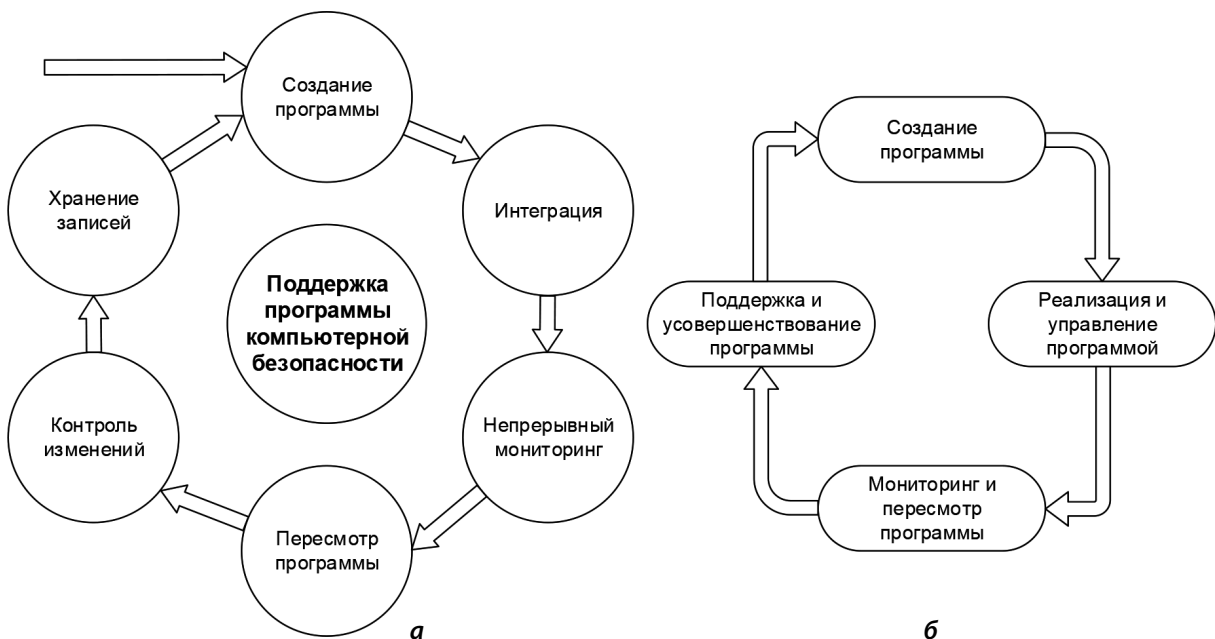 Создание
программы
Интеграция
Непрерывный
мониторинг
Пересмотр
программы
Контроль
изменений
Хранение
записей
Поддержка
программы
компьютерной
безопасности
а
Создание
программы
Реализация и
управление
программой
Мониторинг и
пересмотр
программы
Поддержка и
усовершенствование
программы
б